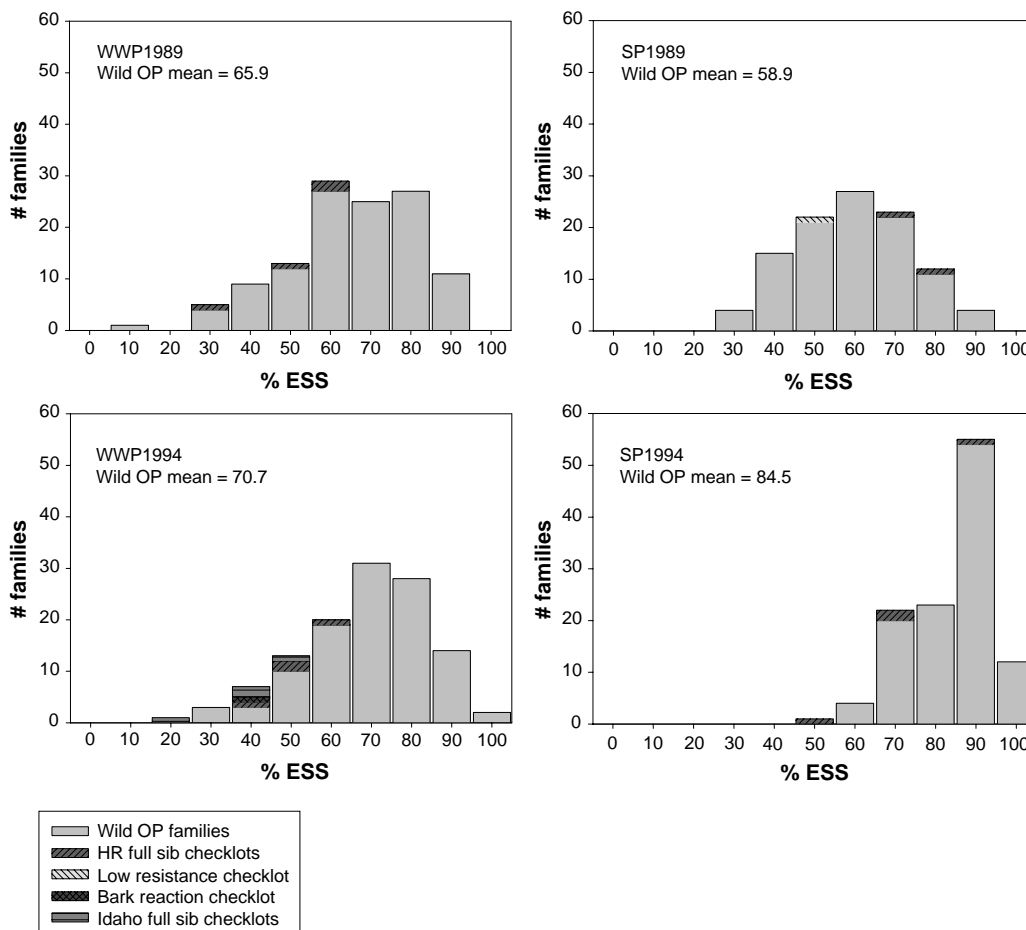 WWP1989
Wild OP mean = 65.9
# families
60
50
40
30
20
10
0
0 10 20 30 40 50 60 70 80 90 100
% ESS
SP1989
Wild OP mean = 58.9
# families
60
50
40
30
20
10
0
0 10 20 30 40 50 60 70 80 90 100
% ESS
WWP1994
Wild OP mean = 70.7
# families
60
50
40
30
20
10
0
0 10 20 30 40 50 60 70 80 90 100
% ESS
SP1994
Wild OP mean = 84.5
# families
60
50
40
30
20
10
0
0 10 20 30 40 50 60 70 80 90 100
% ESS
Wild OP families
HR full sib checklots
Low resistance checklot
Bark reaction checklot
Idaho full sib checklots